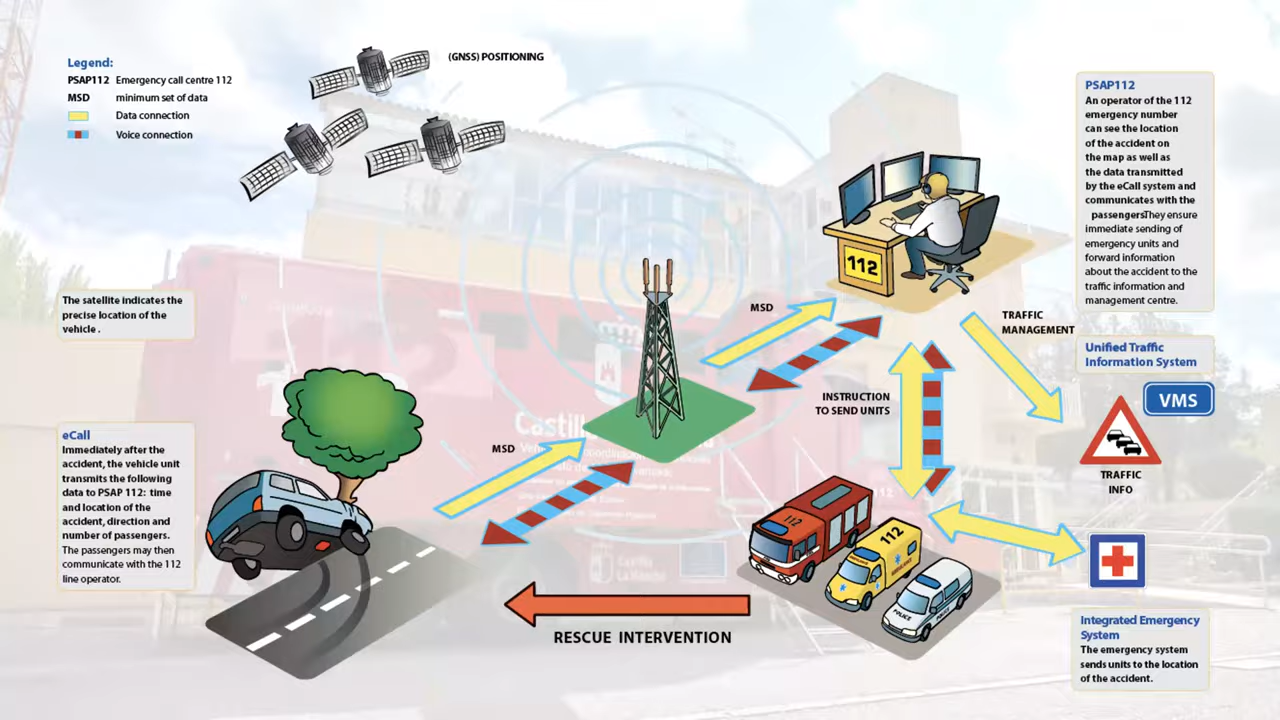 Legend:
PSAP112 Emergency call centre 112
MSD minimum set of data
Data connection
Voice connection
(GNSS) POSITIONING
PSAP112
An operator of the 112
emergency number
can see the location
of the accident on
the map as well as
the data transmitted
by the eCall system and
communicates with the
passengersThey ensure
immediate sending of
emergency units and
forward information
about the accident to the
traffic information and
management centre.
112
The satellite indicates the
precise location of the
vehicle .
MSD
TRAFFIC
MANAGEMENT
Unified Traffic
Information System
VMS
INSTRUCTION
TO SEND UNITS
eCall
Immediately after the
accident, the vehicle unit
transmits the following
data to PSAP 112: time
and location of the
accident, direction and
number of passengers.
The passengers may then
communicate with the 112
line operator.
MSD
TRAFFIC
INFO
112
112
AMBULANCE
POLICE
POLICE
RESCUE INTERVENTION
Integrated Emergency
System
The emergency system
sends units to the location
of the accident.
Castill
Castilla
La Mancha